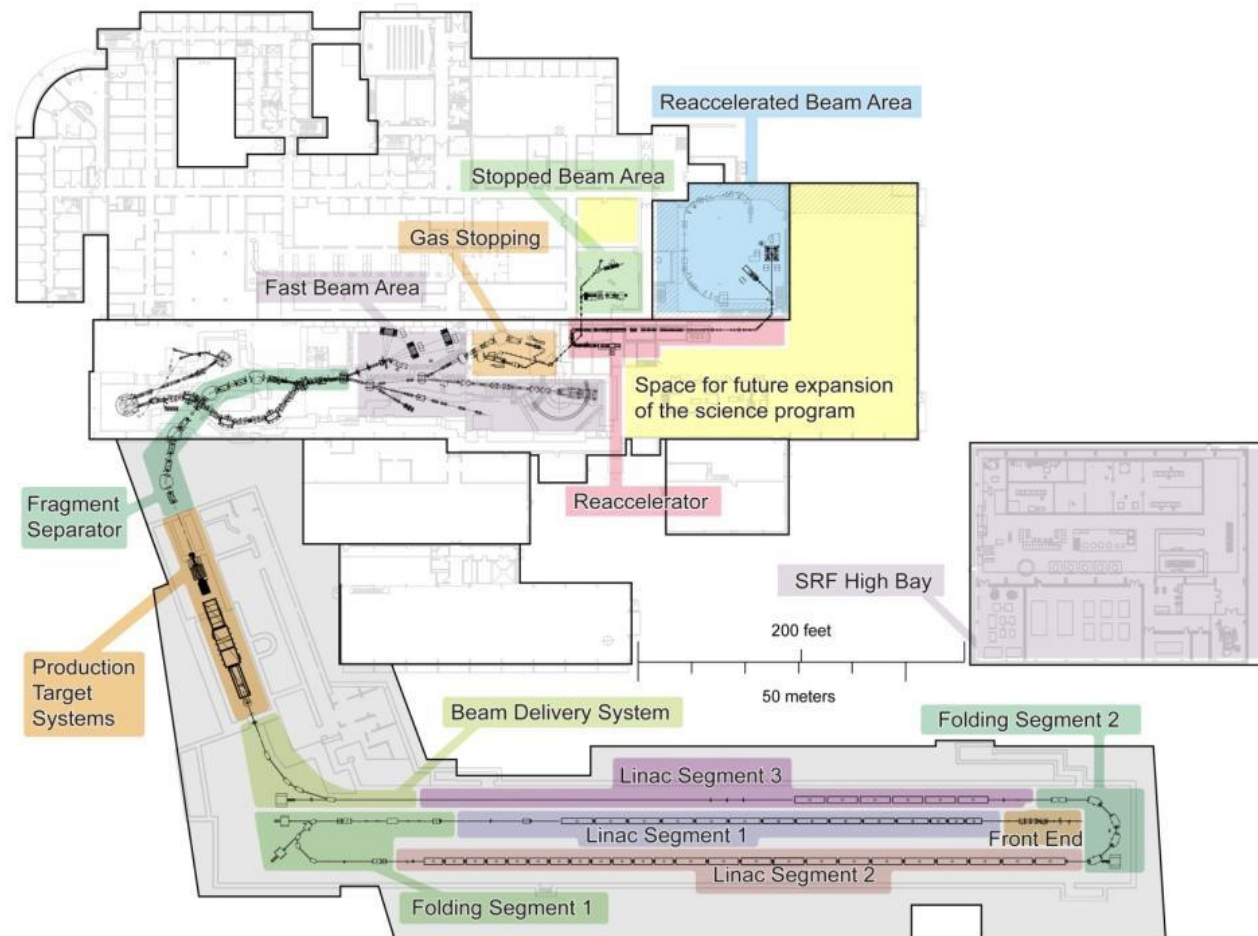 Reaccelerated Beam Area
Stopped Beam Area
Gas Stopping
Fast Beam Area
Space for future expansion
of the science program
Fragment
Separator
Reaccelerator
SRF High Bay
200 feet
50 meters
Production
Target
Systems
Beam Delivery System
Folding Segment 2
Linac Segment 3
Linac Segment 1
Front End
Linac Segment 2
Folding Segment 1